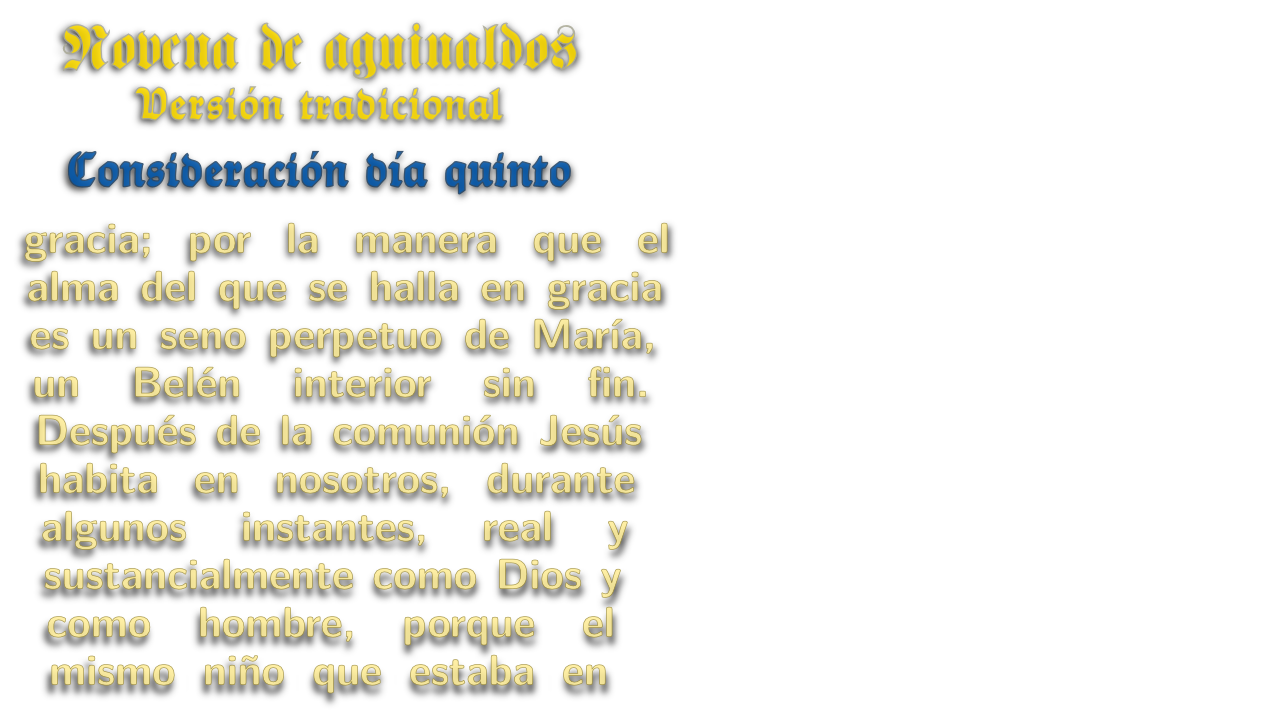 Novena de aguinaldos
Versión tradicional
Consideración día quinto
gracia; por la manera que el
alma del que se halla en gracia
es un seno perpetuo de María,
un Belén interior sin fin.
Después de la comunión Jesús
habita en nosotros, durante
algunos instantes, real y
sustancialmente como Dios y
como hombre, porque el
mismo niño que estaba en